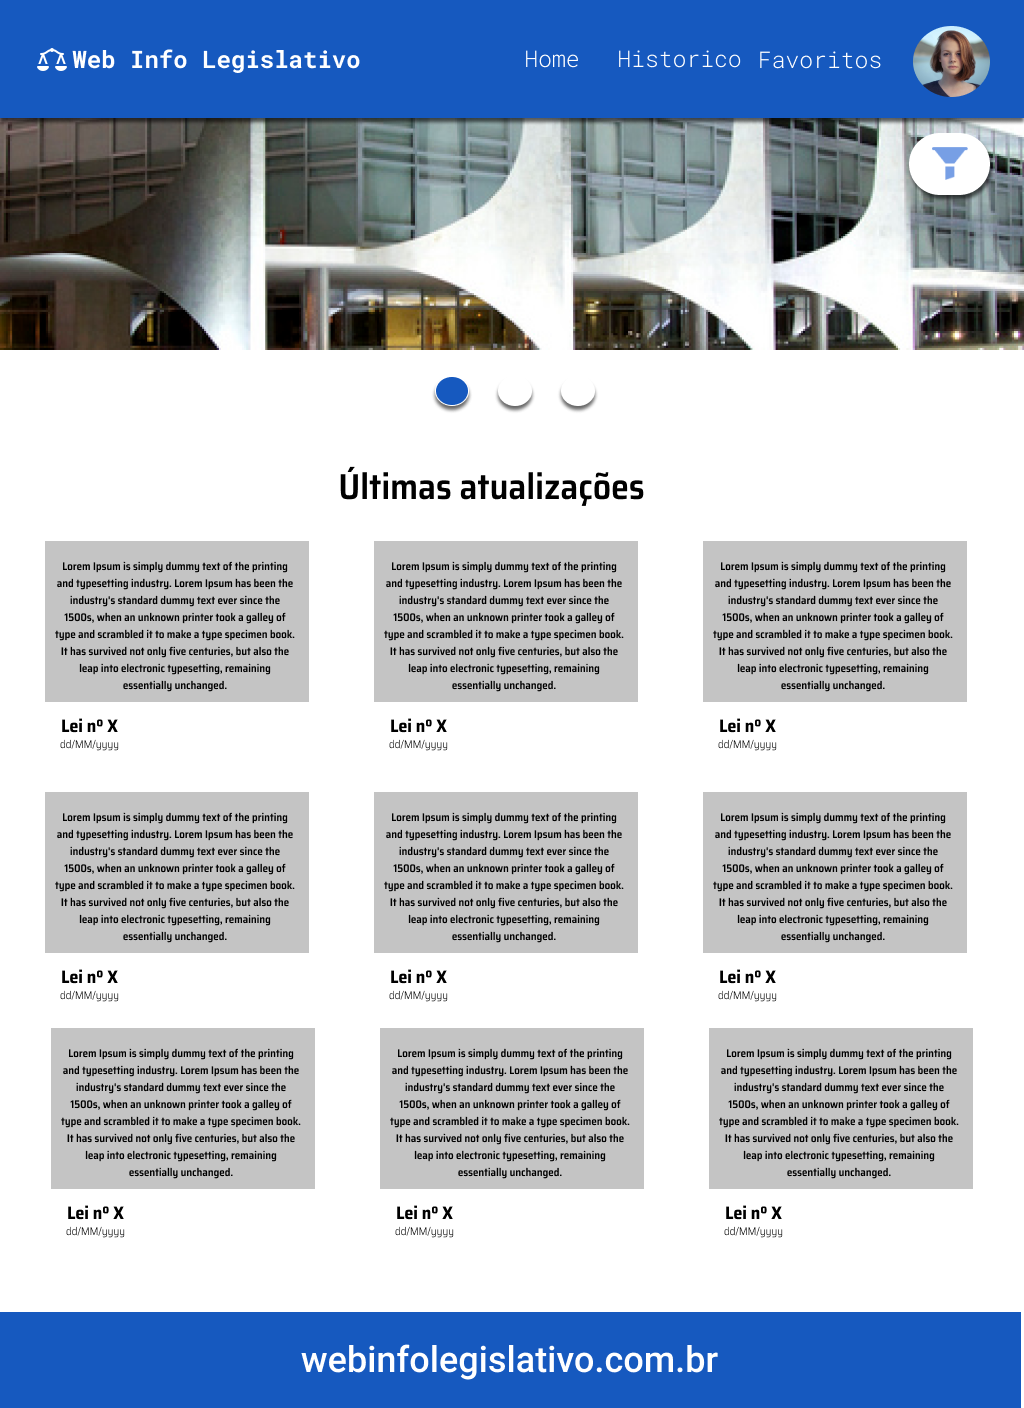 Web Info Legislativo
Home Historico Favoritos
Últimas atualizações
Lorem Ipsum is simply dummy text of the printing
and typesetting industry. Lorem Ipsum has been the
industry's standard dummy text ever since the
1500s, when an unknown printer took a galley of
type and scrambled it to make a type specimen book.
It has survived not only five centuries, but also the
leap into electronic typesetting, remaining
essentially unchanged.
Lei nº X
dd/MM/yyyy
Lorem Ipsum is simply dummy text of the printing
and typesetting industry. Lorem Ipsum has been the
industry's standard dummy text ever since the
1500s, when an unknown printer took a galley of
type and scrambled it to make a type specimen book.
It has survived not only five centuries, but also the
leap into electronic typesetting, remaining
essentially unchanged.
Lei nº X
dd/MM/yyyy
Lorem Ipsum is simply dummy text of the printing
and typesetting industry. Lorem Ipsum has been the
industry's standard dummy text ever since the
1500s, when an unknown printer took a galley of
type and scrambled it to make a type specimen book.
It has survived not only five centuries, but also the
leap into electronic typesetting, remaining
essentially unchanged.
Lei nº X
dd/MM/yyyy
Lorem Ipsum is simply dummy text of the printing
and typesetting industry. Lorem Ipsum has been the
industry's standard dummy text ever since the
1500s, when an unknown printer took a galley of
type and scrambled it to make a type specimen book.
It has survived not only five centuries, but also the
leap into electronic typesetting, remaining
essentially unchanged.
Lei nº X
dd/MM/yyyy
Lorem Ipsum is simply dummy text of the printing
and typesetting industry. Lorem Ipsum has been the
industry's standard dummy text ever since the
1500s, when an unknown printer took a galley of
type and scrambled it to make a type specimen book.
It has survived not only five centuries, but also the
leap into electronic typesetting, remaining
essentially unchanged.
Lei nº X
dd/MM/yyyy
Lorem Ipsum is simply dummy text of the printing
and typesetting industry. Lorem Ipsum has been the
industry's standard dummy text ever since the
1500s, when an unknown printer took a galley of
type and scrambled it to make a type specimen book.
It has survived not only five centuries, but also the
leap into electronic typesetting, remaining
essentially unchanged.
Lei nº X
dd/MM/yyyy
Lorem Ipsum is simply dummy text of the printing
and typesetting industry. Lorem Ipsum has been the
industry's standard dummy text ever since the
1500s, when an unknown printer took a galley of
type and scrambled it to make a type specimen book.
It has survived not only five centuries, but also the
leap into electronic typesetting, remaining
essentially unchanged.
Lei nº X
dd/MM/yyyy
Lorem Ipsum is simply dummy text of the printing
and typesetting industry. Lorem Ipsum has been the
industry's standard dummy text ever since the
1500s, when an unknown printer took a galley of
type and scrambled it to make a type specimen book.
It has survived not only five centuries, but also the
leap into electronic typesetting, remaining
essentially unchanged.
Lei nº X
dd/MM/yyyy
Lorem Ipsum is simply dummy text of the printing
and typesetting industry. Lorem Ipsum has been the
industry's standard dummy text ever since the
1500s, when an unknown printer took a galley of
type and scrambled it to make a type specimen book.
It has survived not only five centuries, but also the
leap into electronic typesetting, remaining
essentially unchanged.
Lei nº X
dd/MM/yyyy
webinfolegislativo.com.br